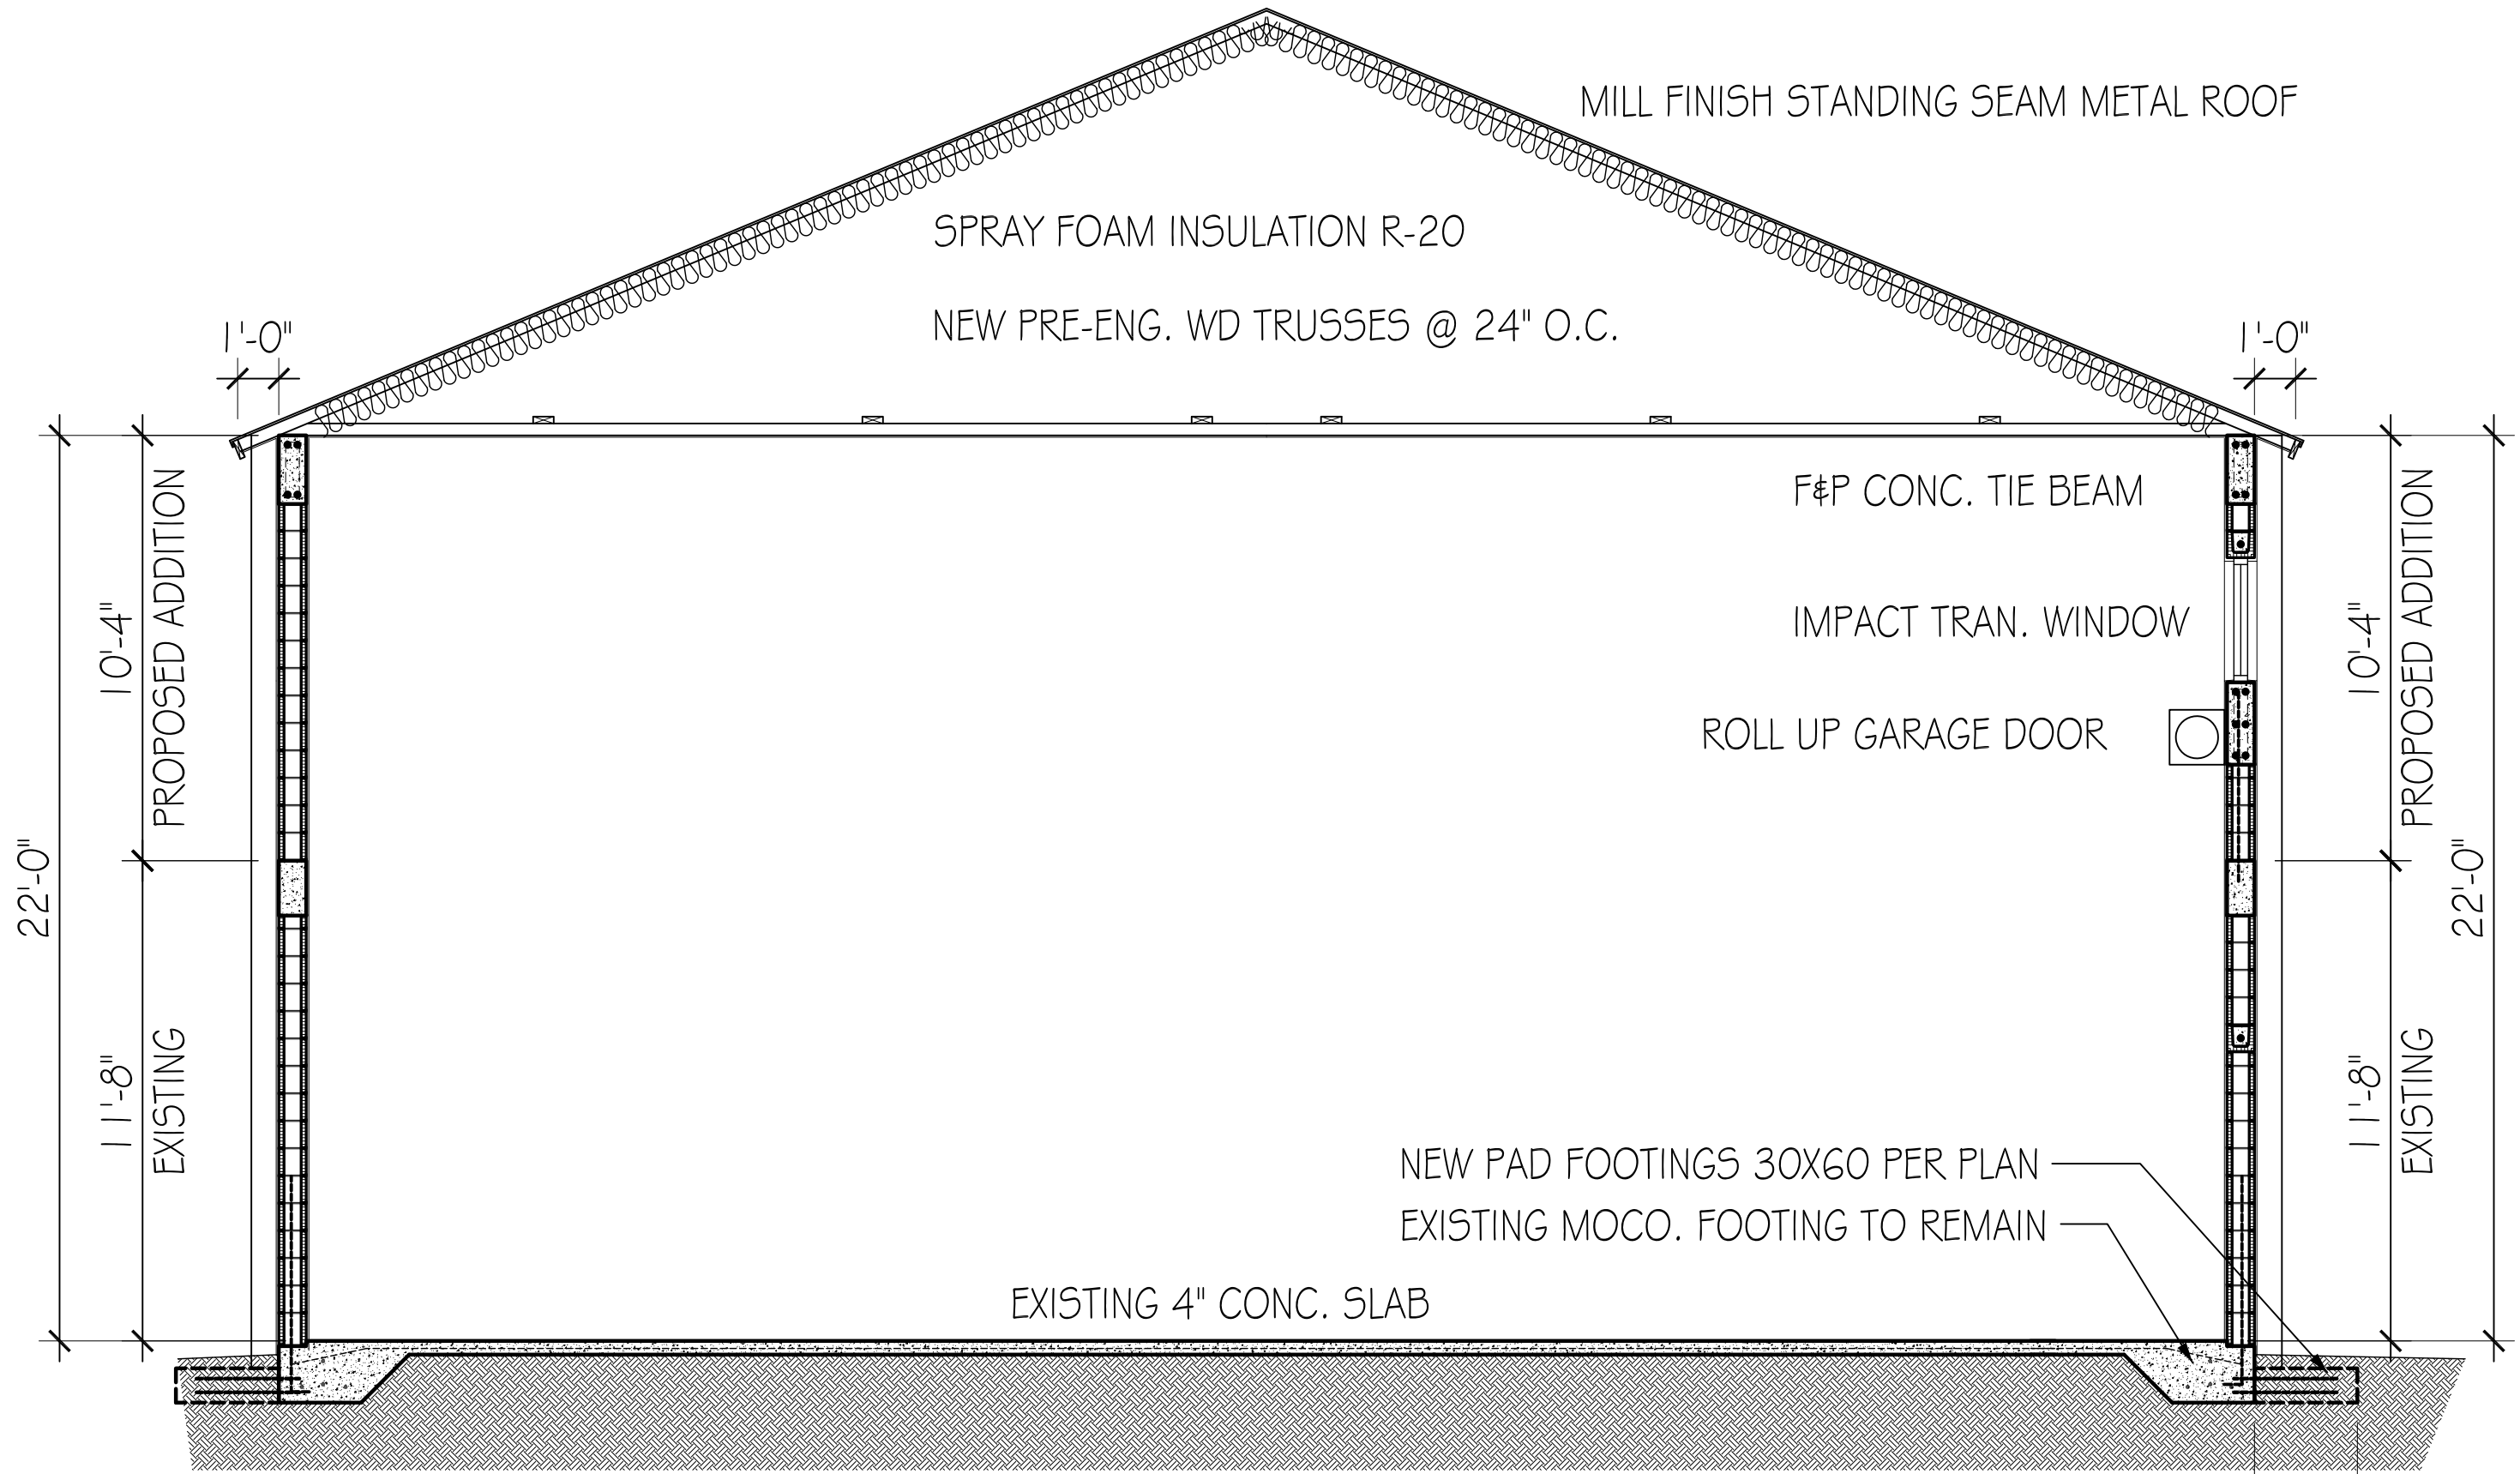 MILL FINISH STANDING SEAM METAL ROOF
SPRAY FOAM INSULATION R-20
NEW PRE-ENG. WD TRUSSES @ 24" O.C.
1'-0"
1'-0"
F&P CONC. TIE BEAM
IMPACT TRAN. WINDOW
ROLL UP GARAGE DOOR
22'-0"
10'-4"
PROPOSED ADDITION
11'-8"
EXISTING
10'-4"
PROPOSED ADDITION
11'-8"
EXISTING
22'-0"
NEW PAD FOOTINGS 30X60 PER PLAN
EXISTING MOCO. FOOTING TO REMAIN
EXISTING 4" CONC. SLAB